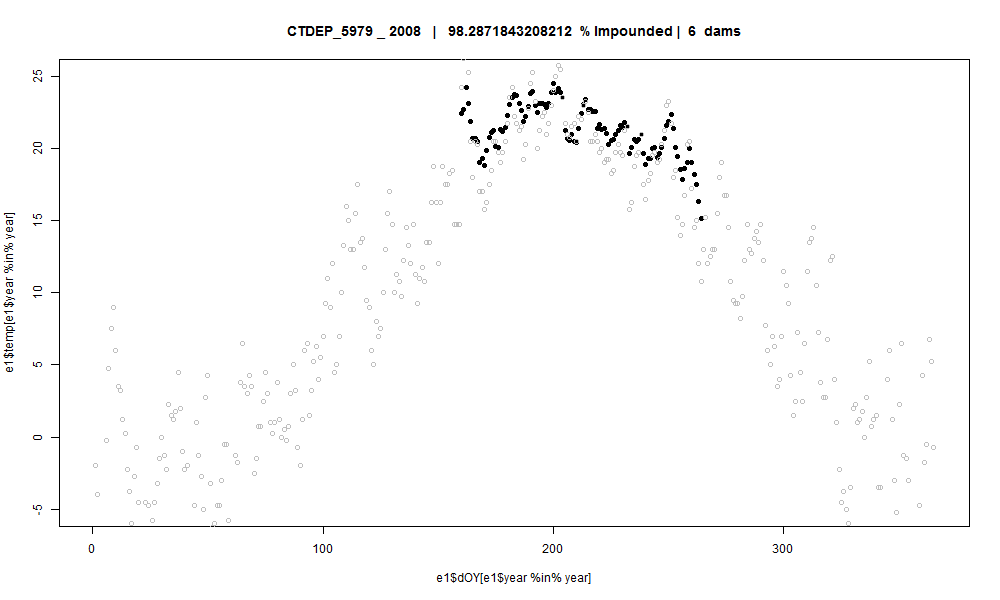 CTDEP_5979 _ 2008 | 98.2871843208212 % Impounded | 6 dams
e1$temp[e1$year %in% year]
25
20
15
10
5
0
-5
0 100 200 300
e1$dOY[e1$year %in% year]